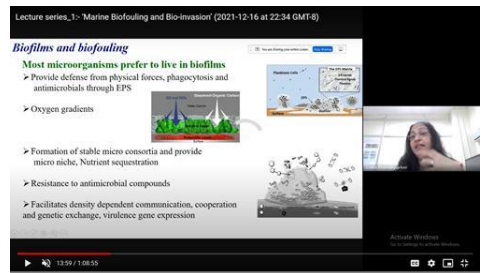 Lecture series_1:- 'Marine Biofouling and Bio-invasion' (2021-12-16 at 22:34 GMT-8)
Biofilms and biofouling
Most microorganisms prefer to live in biofilms
➢ Provide defense from physical forces, phagocytosis and
antimicrobials through EPS
➢ Oxygen gradients
➢ Formation of stable micro consortia and provide
micro niche, Nutrient sequestration
➢ Resistance to antimicrobial compounds
➢ Facilitates density dependent communication, cooperation
and genetic exchange, virulence gene expression
Planktonic Cells
Surface
Activate Windows
Go to Settings to activate Windows.
13:59 / 1:08:55